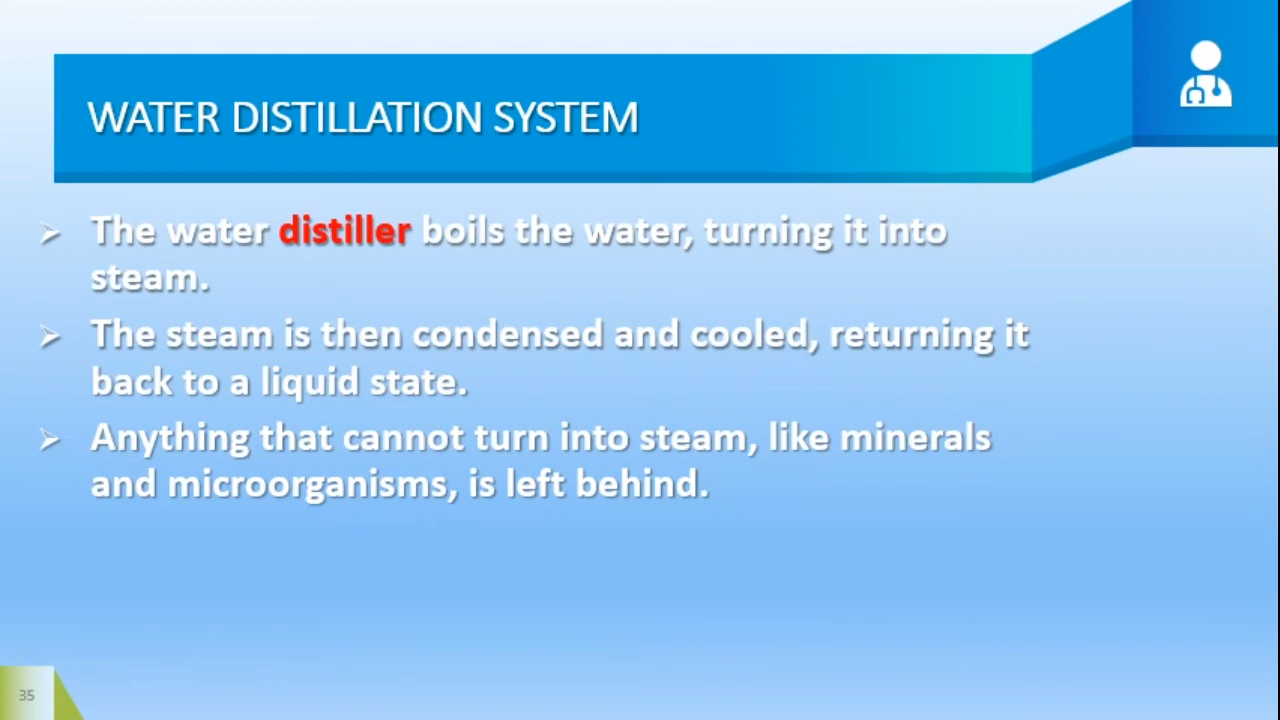 WATER DISTILLATION SYSTEM
The water distiller boils the water, turning it into
steam.
The steam is then condensed and cooled, returning it
back to a liquid state.
Anything that cannot turn into steam, like minerals
and microorganisms, is left behind.
35